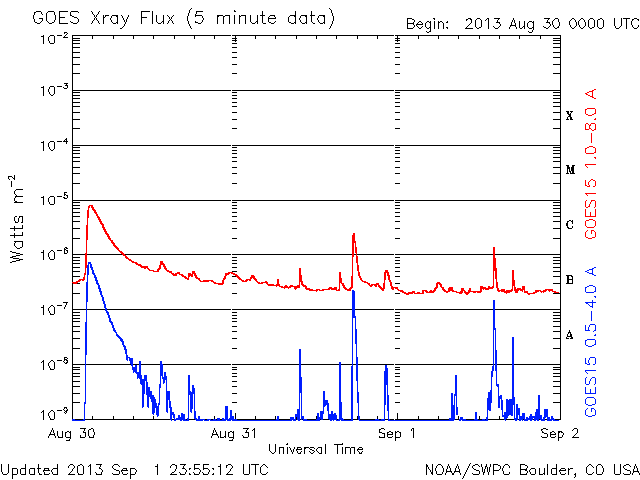 GOES Xray Flux (5 minute data)
Begin: 2013 Aug 30 0000 UTC
10⁻²
10⁻³
10⁻⁴
10⁻⁵
10⁻⁶
10⁻⁷
10⁻⁸
10⁻⁹
Watts m⁻²
X
M
C
B
A
GOES15 1.0-8.0 A
GOES15 0.5-4.0 A
Aug 30
Aug 31
Sep 1
Sep 2
Universal Time
Updated 2013 Sep 1 23:55:12 UTC
NOAA/SWPC Boulder, CO USA